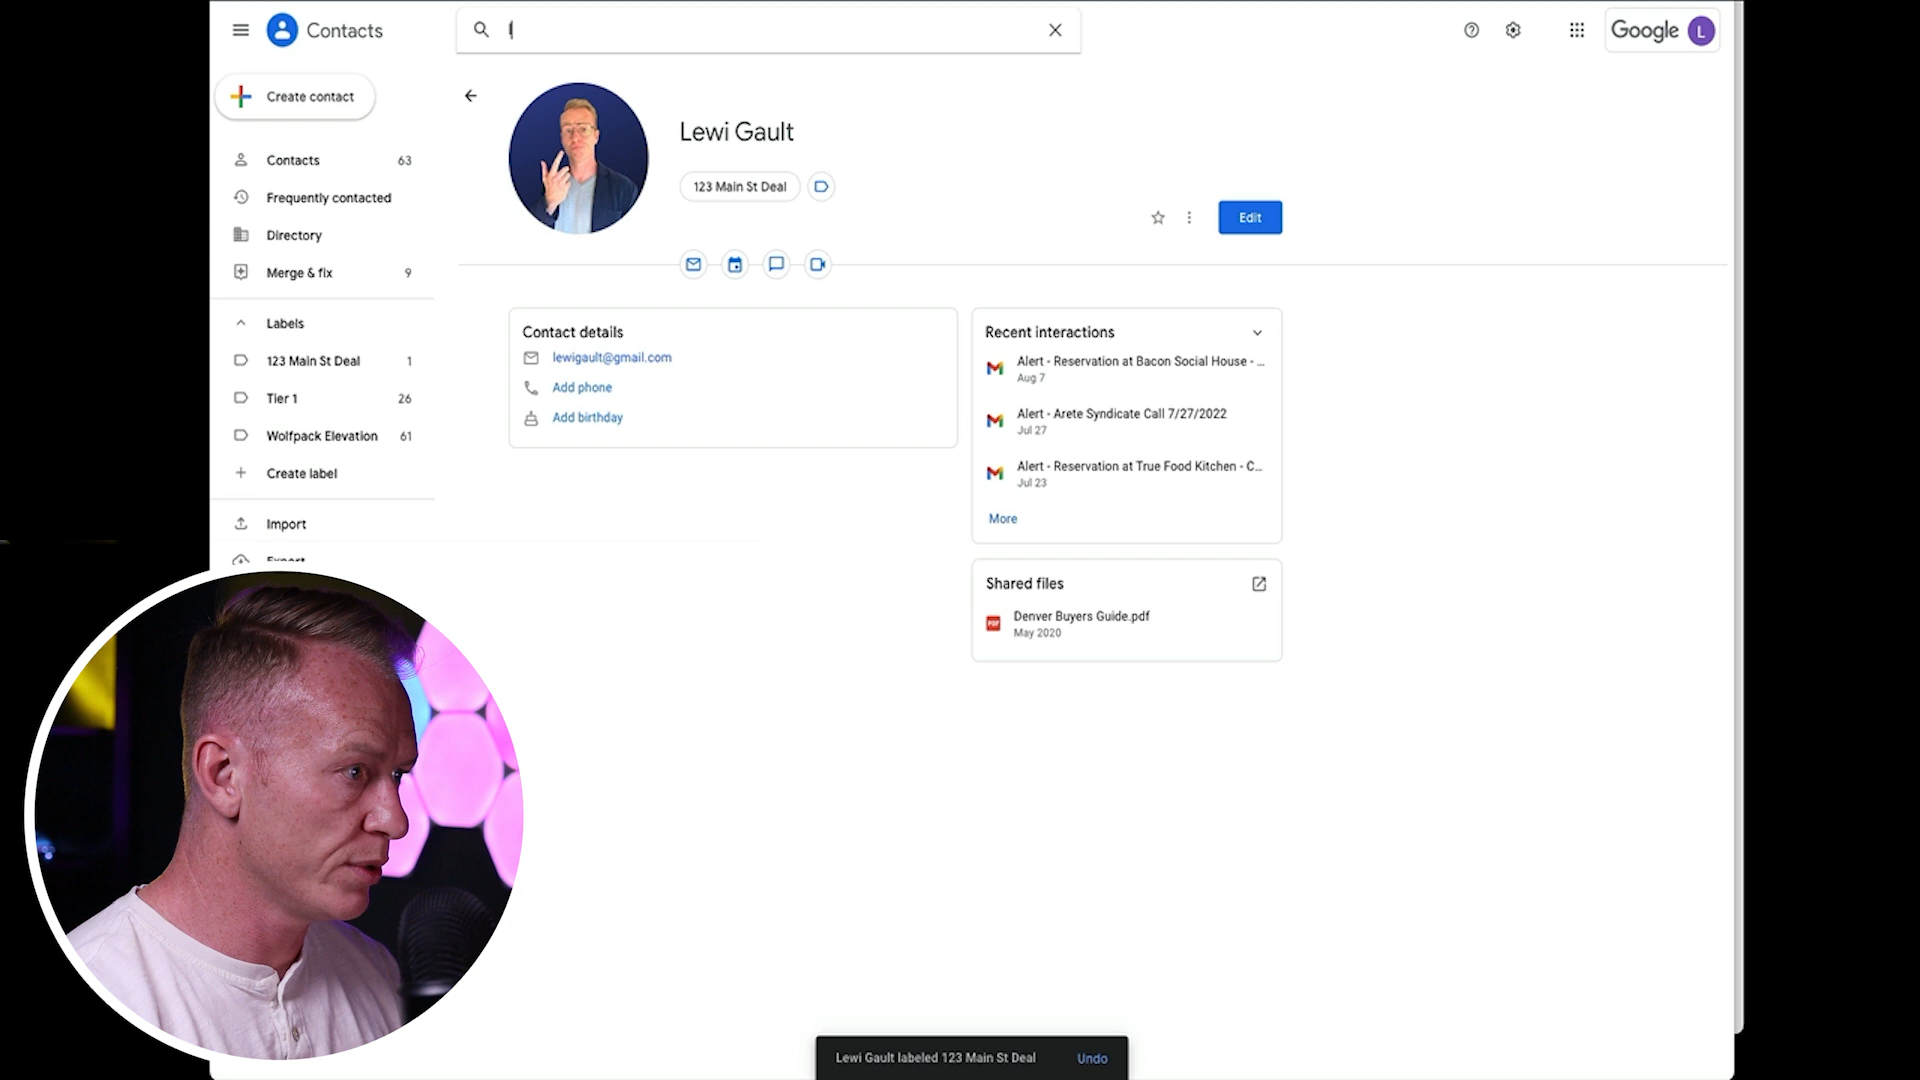 Contacts
Google
L
Create contact
Lewi Gault
Contacts 63
123 Main St Deal
Frequently contacted
Edit
Directory
Merge & fix 9
Labels
123 Main St Deal 1
Tier 1 26
Wolfpack Elevation 61
Create label
Import
Export
Contact details
lewigault@gmail.com
Add phone
Add birthday
Recent interactions
Alert - Reservation at Bacon Social House - ...
Aug 7
Alert - Arete Syndicate Call 7/27/2022
Jul 27
Alert - Reservation at True Food Kitchen - C...
Jul 23
More
Shared files
PDF
Denver Buyers Guide.pdf
May 2020
Lewi Gault labeled 123 Main St Deal Undo